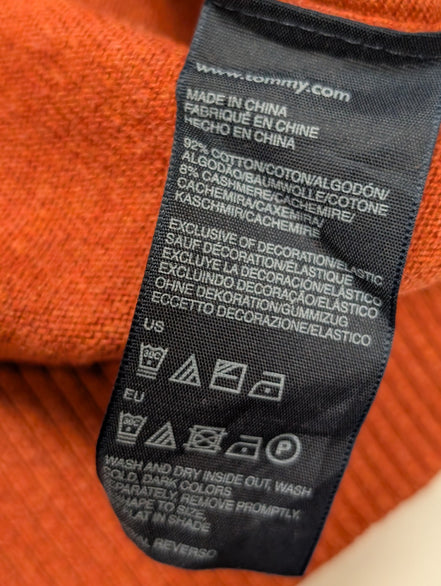 www.tommy.com
MADE IN CHINA
FABRIQUÉ EN CHINE
HECHO EN CHINA
92% COTTON/COTON/ALGODÓN/
ALGODÃO/BAUMWOLLE/COTONE
8% CASHMERE/CACHEMIRE/
CACHEMIRA/CAXEMIRA/
KASCHMIR/CACHEMIRE
EXCLUSIVE OF DECORATION/ELASTIC
SAUF DÉCORATION/ÉLASTIQUE
EXCLUYE LA DECORACIÓN/ELÁSTICO
EXCLUINDO DECORAÇÃO/ELÁSTICO
OHNE DEKORATION/GUMMIZUG
ECCETTO DECORAZIONE/ELASTICO
US
30C
EU
30C
P
WASH AND DRY INSIDE OUT, WASH
COLD, DARK COLORS
SEPARATELY, REMOVE PROMPTLY,
TO SIZE,
FLAT IN SHADE
REVERSO